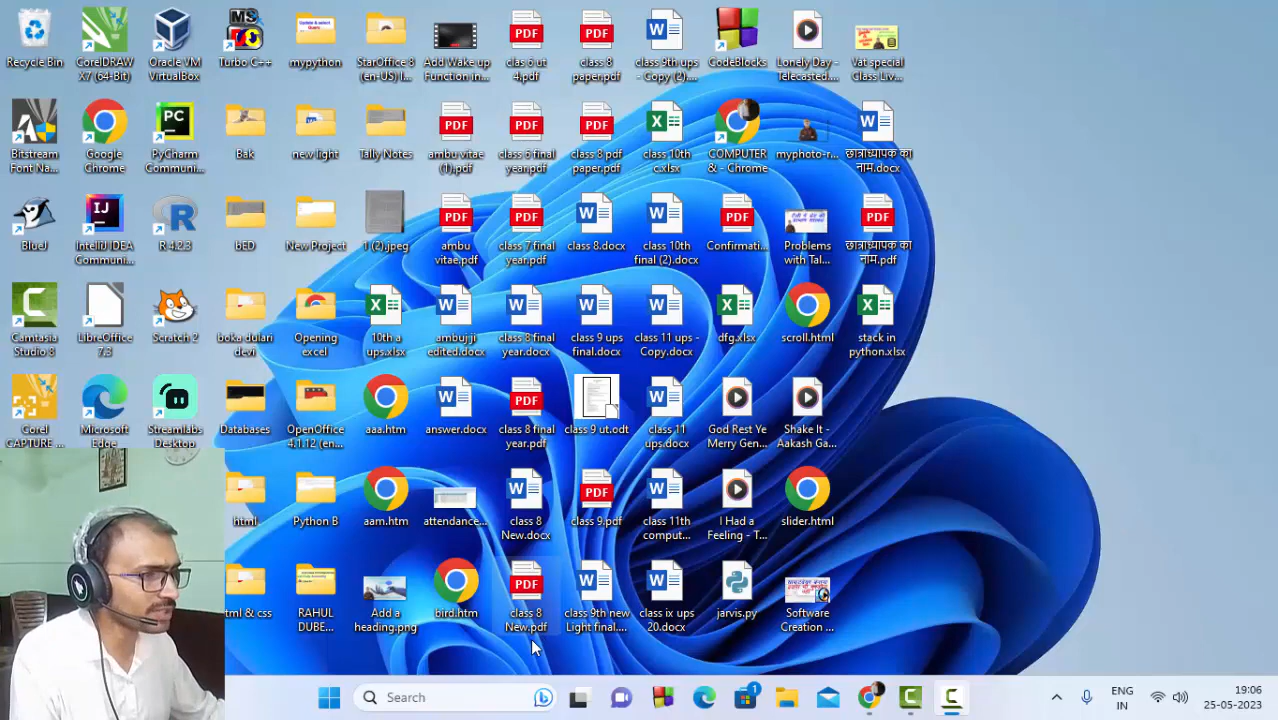 Recycle Bin
CorelDRAW
X7 (64-Bit)
Oracle VM
VirtualBox
Turbo C++
mypython
StarOffice 8
(en-US) I...
Add Wake up
Function in...
clas 6 ut
4.pdf
class 8
paper.pdf
class 9th ups
- Copy (2)....
CodeBlocks
Lonely Day -
Telecasted....
Vat special
Class Liv...
Bitstream
Font Na...
Google
Chrome
PyCharm
Communi...
Bak
new light
Tally Notes
ambu vitae
(1).pdf
class 6 final
year.pdf
class 8 pdf
paper.pdf
class 10th
c.xlsx
COMPUTER
& - Chrome
myphoto-r...
छात्राध्यापक का
नाम.docx
BlueJ
IntelliJ IDEA
Communi...
R 4.2.3
bED
New Project
1 (2).jpeg
ambu
vitae.pdf
class 7 final
year.pdf
class 8.docx
class 10th
final (2).docx
Confirmati...
Problems
with Tal...
छात्राध्यापक का
नाम.pdf
Camtasia
Studio 8
LibreOffice
7.3
Scratch 2
boka dulari
devi
Opening
excel
10th a
ups.xlsx
ambuj ji
edited.docx
class 8 final
year.docx
class 9 ups
final.docx
class 11 ups -
Copy.docx
dfg.xlsx
scroll.html
stack in
python.xlsx
Corel
CAPTURE ...
Microsoft
Edge
Streamlabs
Desktop
Databases
OpenOffice
4.1.12 (en...
aaa.htm
answer.docx
class 8 final
year.pdf
class 9 ut.odt
class 11
ups.docx
God Rest Ye
Merry Gen...
Shake It -
Aakash Ga...
html
Python B
aam.htm
attendance...
class 8
New.docx
class 9.pdf
class 11th
comput...
I Had a
Feeling - T...
slider.html
tml & css
RAHUL
DUBE...
Add a
heading.png
bird.htm
class 8
New.pdf
class 9th new
Light final....
class ix ups
20.docx
jarvis.py
Software
Creation ...
Search
ENG
IN
19:06
25-05-2023